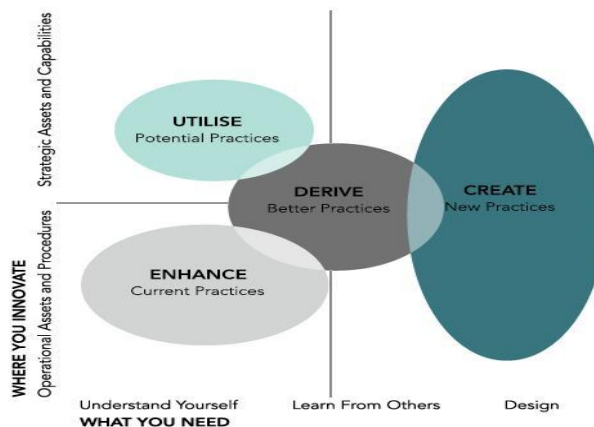 Strategic Assets and Capabilities
UTILISE
Potential Practices
DERIVE
Better Practices
CREATE
New Practices
WHERE YOU INNOVATE
Operational Assets and Procedures
ENHANCE
Current Practices
Understand Yourself
Learn From Others
Design
WHAT YOU NEED